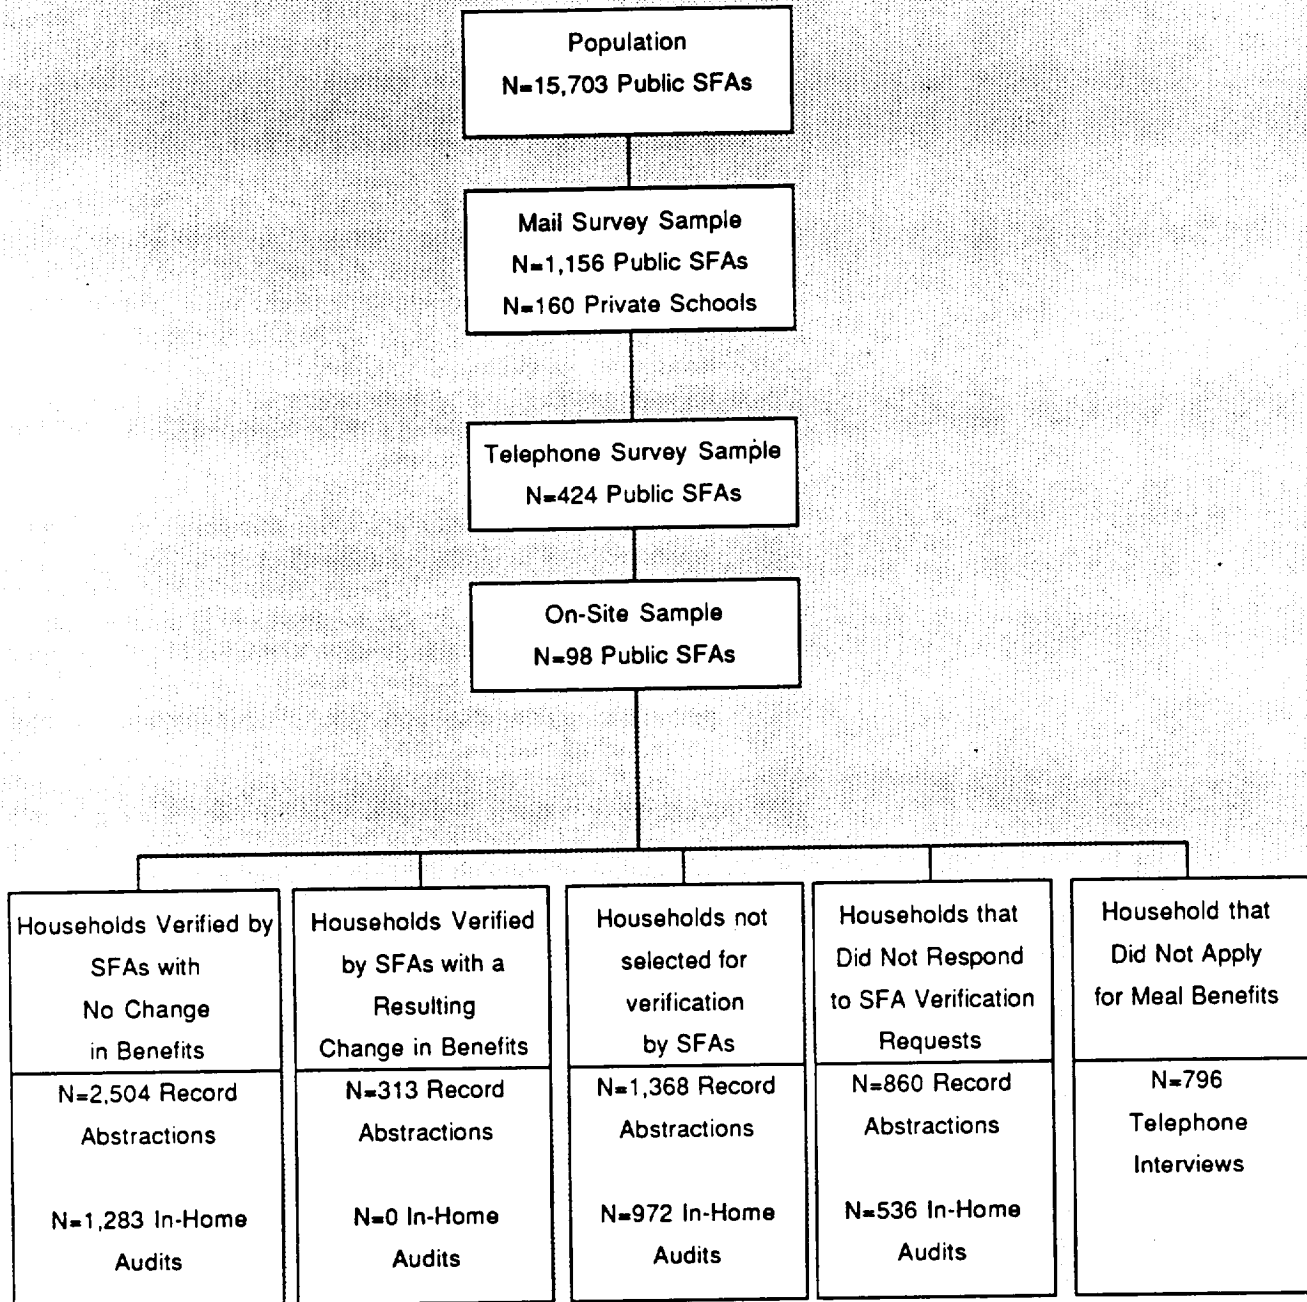 Population
N=15,703 Public SFAs
Mail Survey Sample
N=1,156 Public SFAs
N=160 Private Schools
Telephone Survey Sample
N=424 Public SFAs
On-Site Sample
N=98 Public SFAs
Households Verified by
SFAs with
No Change
in Benefits
N=2,504 Record
Abstractions
N=1,283 In-Home
Audits
Households Verified
by SFAs with a
Resulting
Change in Benefits
N=313 Record
Abstractions
N=0 In-Home
Audits
Households not
selected for
verification
by SFAs
N=1,368 Record
Abstractions
N=972 In-Home
Audits
Households that
Did Not Respond
to SFA Verification
Requests
N=860 Record
Abstractions
N=536 In-Home
Audits
Household that
Did Not Apply
for Meal Benefits
N=796
Telephone
Interviews